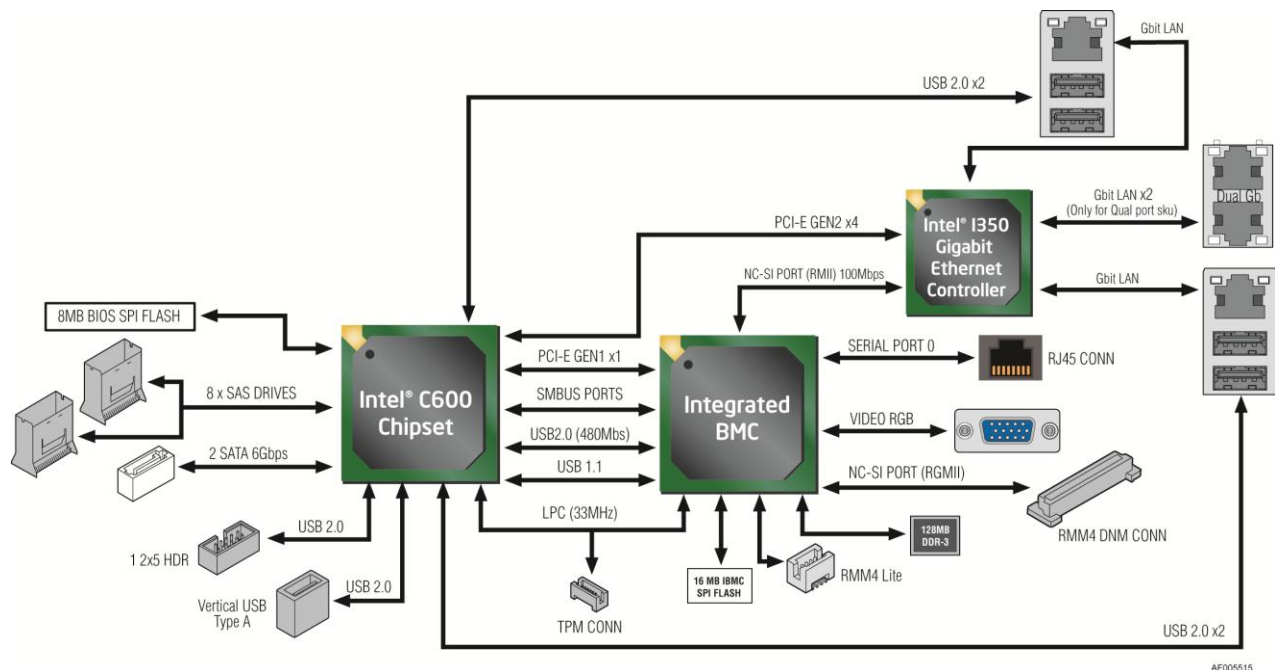 Gbit LAN
USB 2.0 x2
Gbit LAN x2
(Only for Qual port sku)
Dual Gb
Intel® I350
Gigabit
Ethernet
Controller
PCI-E GEN2 x4
NC-SI PORT (RMII) 100Mbps
Gbit LAN
8MB BIOS SPI FLASH
PCI-E GEN1 x1
SERIAL PORT 0
RJ45 CONN
8 x SAS DRIVES
Intel® C600
Chipset
SMBUS PORTS
Integrated
BMC
VIDEO RGB
USB2.0 (480Mbs)
2 SATA 6Gbps
USB 1.1
NC-SI PORT (RGMII)
LPC (33MHz)
USB 2.0
1 2x5 HDR
128MB
DDR-3
RMM4 DNM CONN
USB 2.0
16 MB IBMC
SPI FLASH
RMM4 Lite
Vertical USB
Type A
TPM CONN
USB 2.0 x2
AF005515